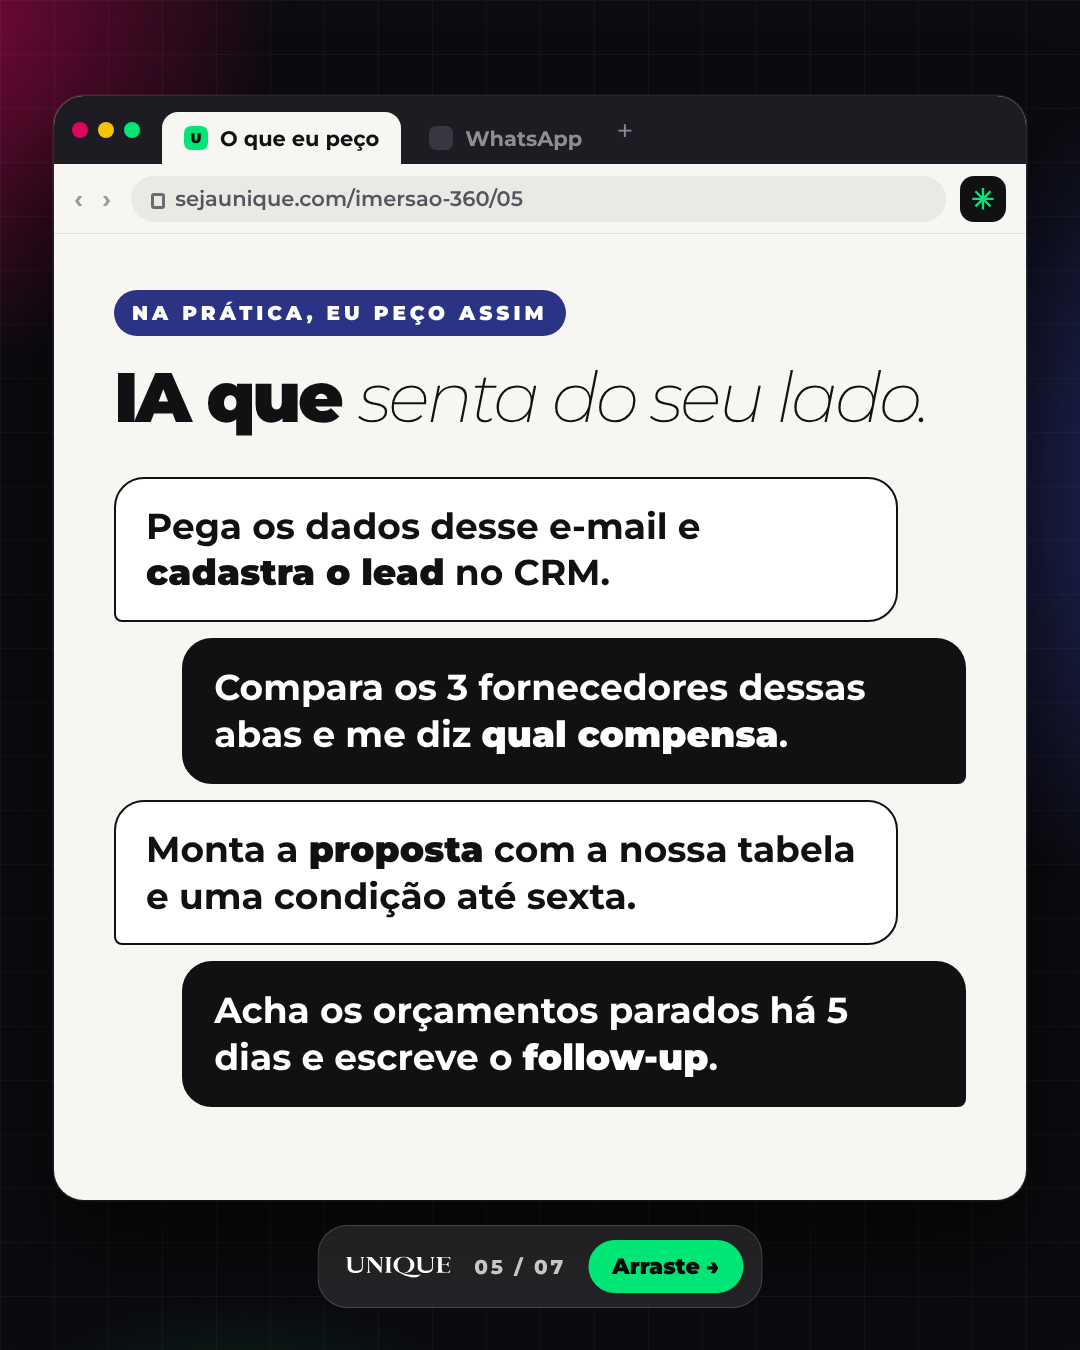 U O que eu peço WhatsApp +
‹ › sejaunique.com/imersao-360/05
NA PRÁTICA, EU PEÇO ASSIM
IA que senta do seu lado.
Pega os dados desse e-mail e
cadastra o lead no CRM.
Compara os 3 fornecedores dessas
abas e me diz qual compensa.
Monta a proposta com a nossa tabela
e uma condição até sexta.
Acha os orçamentos parados há 5
dias e escreve o follow-up.
UNIQUE 05 / 07 Arraste →